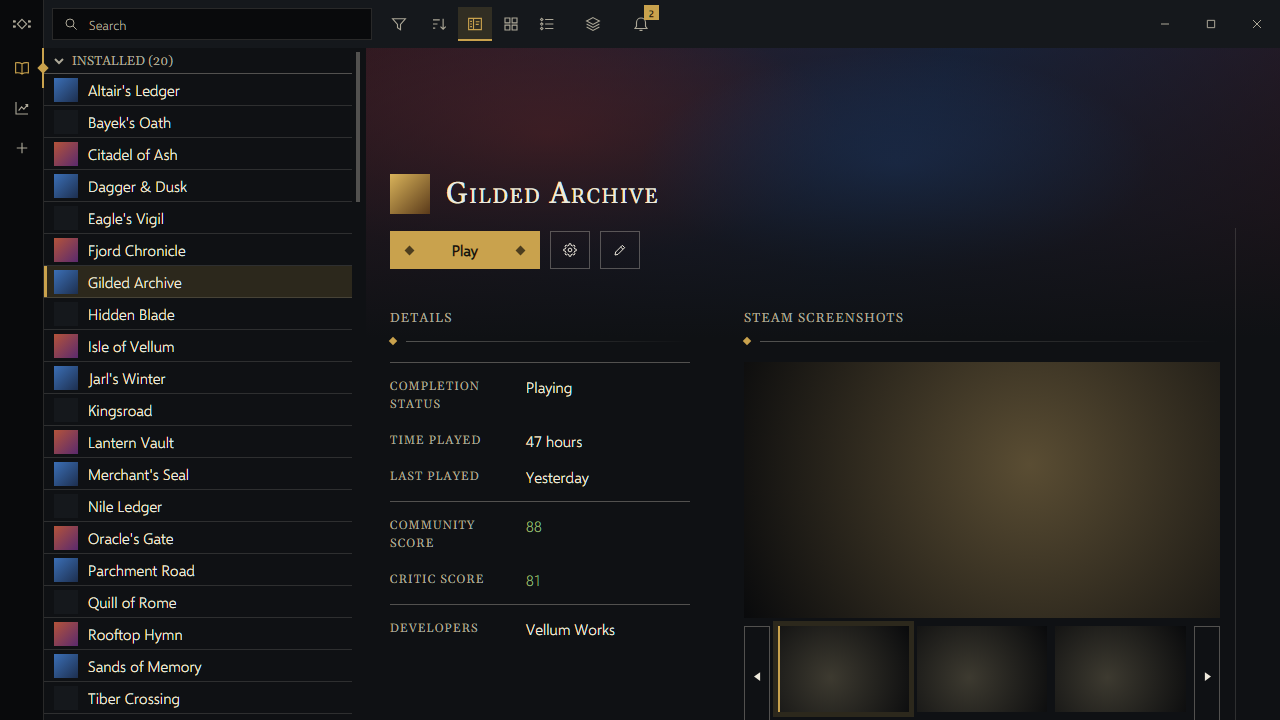 Search
2
INSTALLED (20)
Altair's Ledger
Bayek's Oath
Citadel of Ash
Dagger & Dusk
Eagle's Vigil
Fjord Chronicle
Gilded Archive
Hidden Blade
Isle of Vellum
Jarl's Winter
Kingsroad
Lantern Vault
Merchant's Seal
Nile Ledger
Oracle's Gate
Parchment Road
Quill of Rome
Rooftop Hymn
Sands of Memory
Tiber Crossing
Gilded Archive
Play
DETAILS
COMPLETION
STATUS
Playing
TIME PLAYED
47 hours
LAST PLAYED
Yesterday
COMMUNITY
SCORE
88
CRITIC SCORE
81
DEVELOPERS
Vellum Works
STEAM SCREENSHOTS